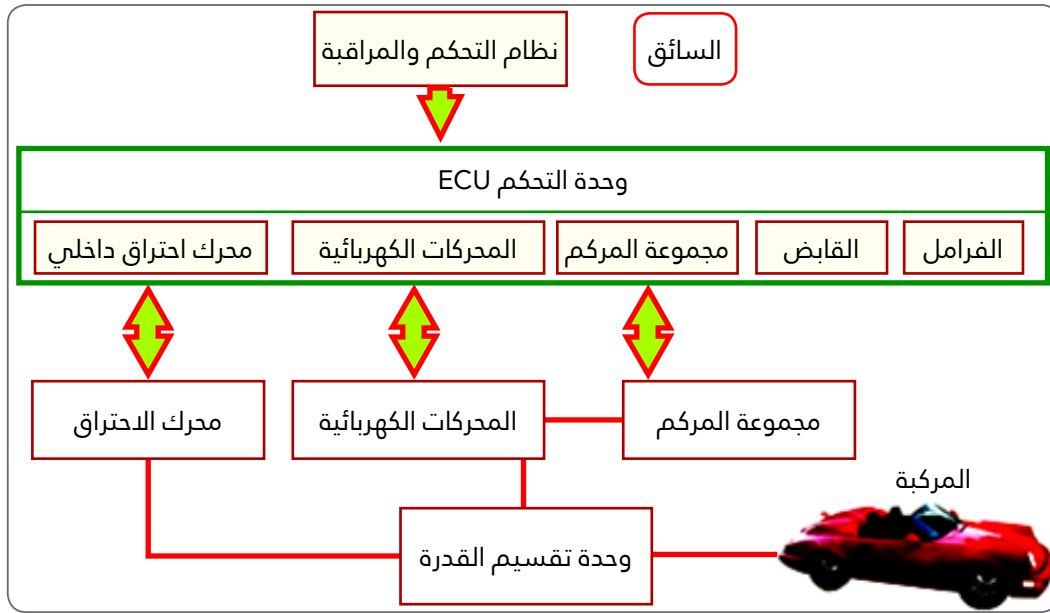 السائق
نظام التحكم والمراقبة
وحدة التحكم ECU
الفرامل
القابض
مجموعة المركم
المحركات الكهربائية
محرك احتراق داخلي
مجموعة المركم
المحركات الكهربائية
محرك الاحتراق
المركبة
وحدة تقسيم القدرة